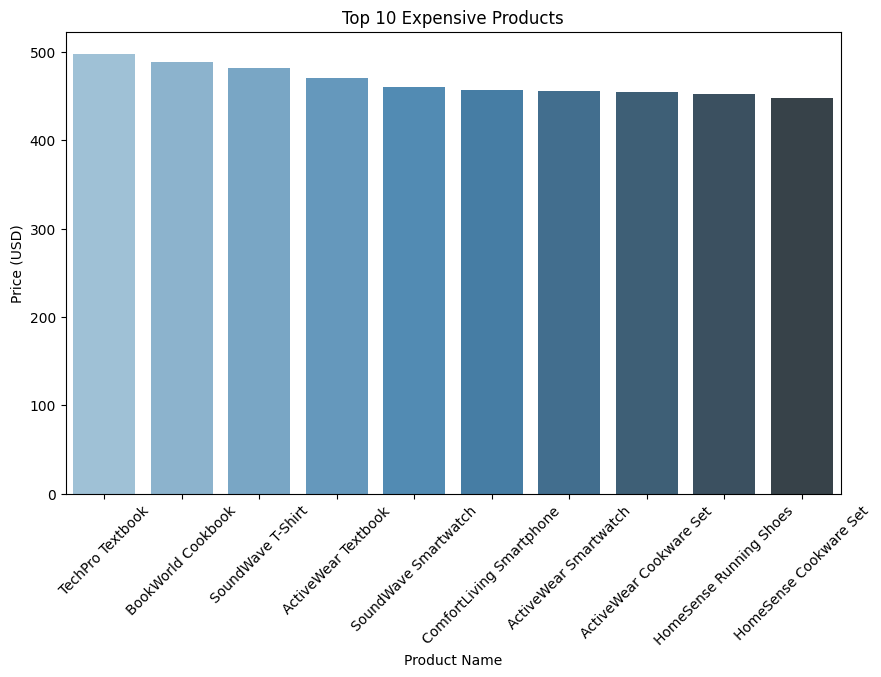 Top 10 Expensive Products
Price (USD)
500
400
300
200
100
0
TechPro Textbook
BookWorld Cookbook
SoundWave T-Shirt
ActiveWear Textbook
SoundWave Smartwatch
ComfortLiving Smartphone
ActiveWear Smartwatch
ActiveWear Cookware Set
HomeSense Running Shoes
HomeSense Cookware Set
Product Name